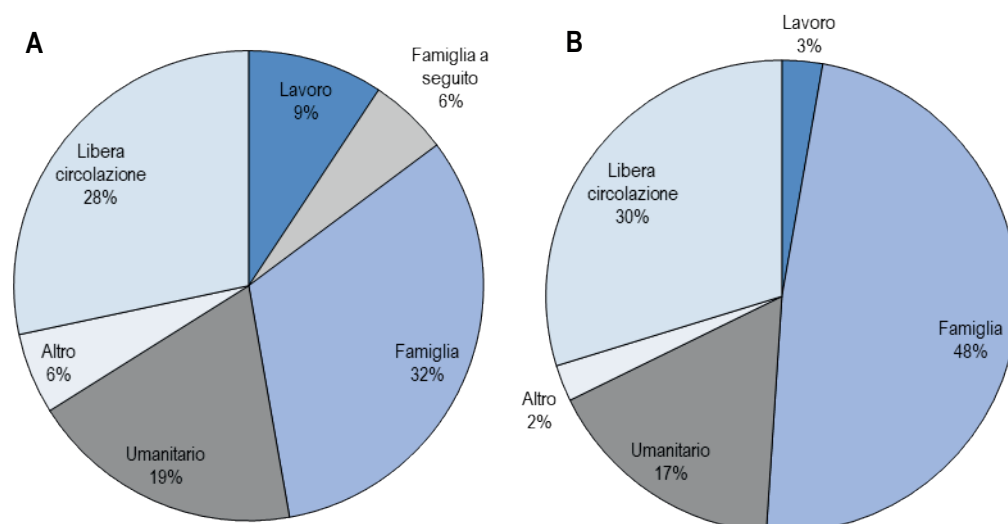 A
Lavoro
9%
Famiglia a
seguito
6%
Famiglia
32%
Umanitario
19%
Altro
6%
Libera
circolazione
28%
B
Lavoro
3%
Famiglia
48%
Umanitario
17%
Altro
2%
Libera
circolazione
30%